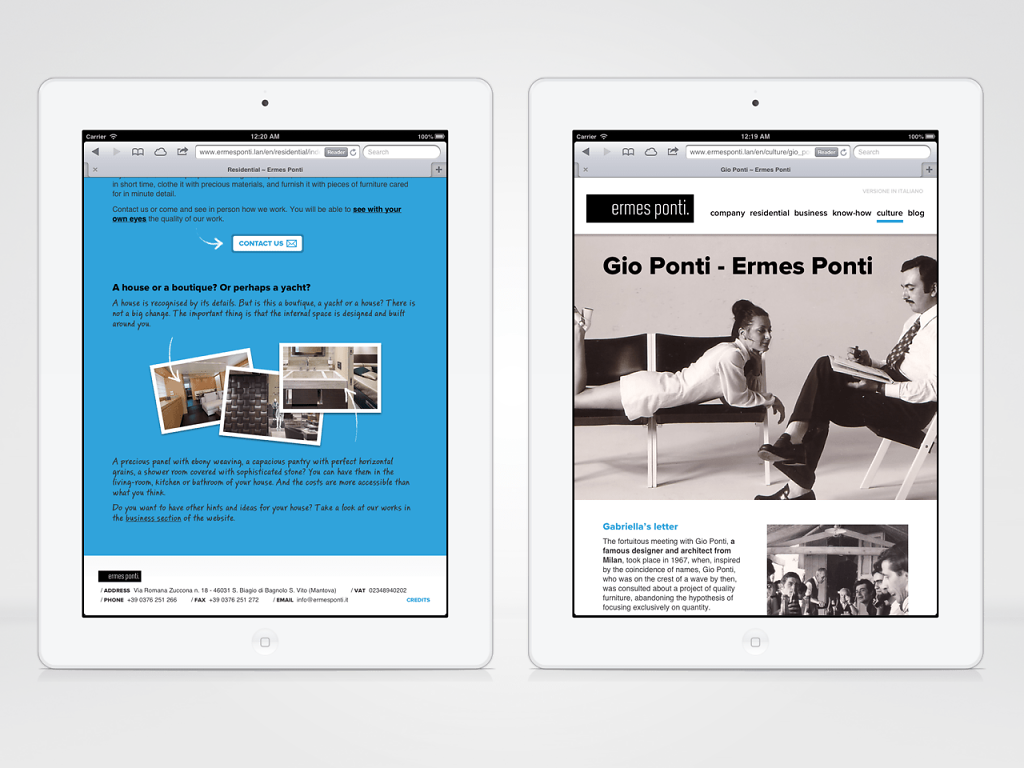 Carrier
12:20 AM
100%
www.ermesponti.lan/en/residential/in
Reader
Search
Residential – Ermes Ponti
in short time, clothe it with precious materials, and furnish it with pieces of furniture cared
for in minute detail.
Contact us or come and see in person how we work. You will be able to see with your
own eyes the quality of our work.
CONTACT US
A house or a boutique? Or perhaps a yacht?
A house is recognised by its details. But is this a boutique, a yacht or a house? There is
not a big change. The important thing is that the internal space is designed and built
around you.
A precious panel with ebony weaving, a capacious pantry with perfect horizontal
grains, a shower room covered with sophisticated stone? You can have them in the
living-room, kitchen or bathroom of your house. And the costs are more accessible than
what you think.
Do you want to have other hints and ideas for your house? Take a look at our works in
the business section of the website.
ermes ponti.
/ ADDRESS Via Romana Zuccona n. 18 - 46031 S. Biagio di Bagnolo S. Vito (Mantova) / VAT 02348940202
/ PHONE +39 0376 251 266 / FAX +39 0376 251 272 / EMAIL info@ermesponti.it CREDITS
Carrier
12:19 AM
100%
www.ermesponti.lan/en/culture/gio_po
Reader
Search
Gio Ponti – Ermes Ponti
VERSIONE IN ITALIANO
ermes ponti.
company residential business know-how culture blog
Gio Ponti - Ermes Ponti
Gabriella's letter
The fortuitous meeting with Gio Ponti, a
famous designer and architect from
Milan, took place in 1967, when, inspired
by the coincidence of names, Gio Ponti,
who was on the crest of a wave by then,
was consulted about a project of quality
furniture, abandoning the hypothesis of
focusing exclusively on quantity.